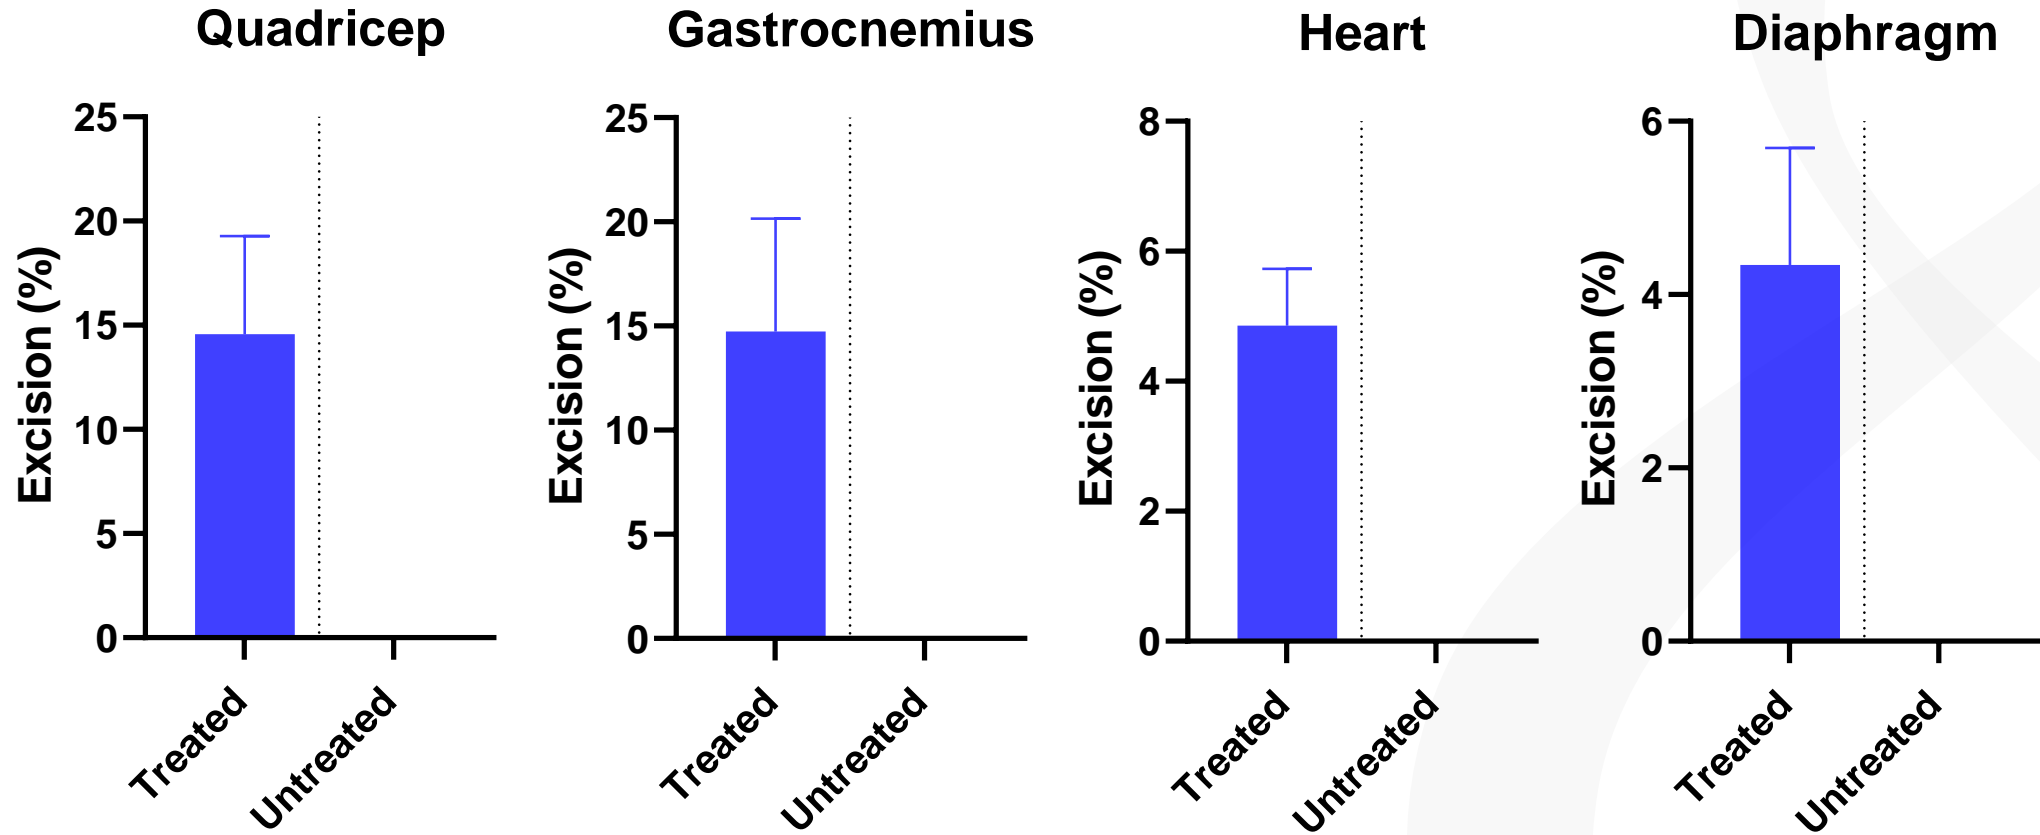 Quadricep
Excision (%)
25
20
15
10
5
0
Treated
Untreated
Gastrocnemius
Excision (%)
25
20
15
10
5
0
Treated
Untreated
Heart
Excision (%)
8
6
4
2
0
Treated
Untreated
Diaphragm
Excision (%)
6
4
2
0
Treated
Untreated